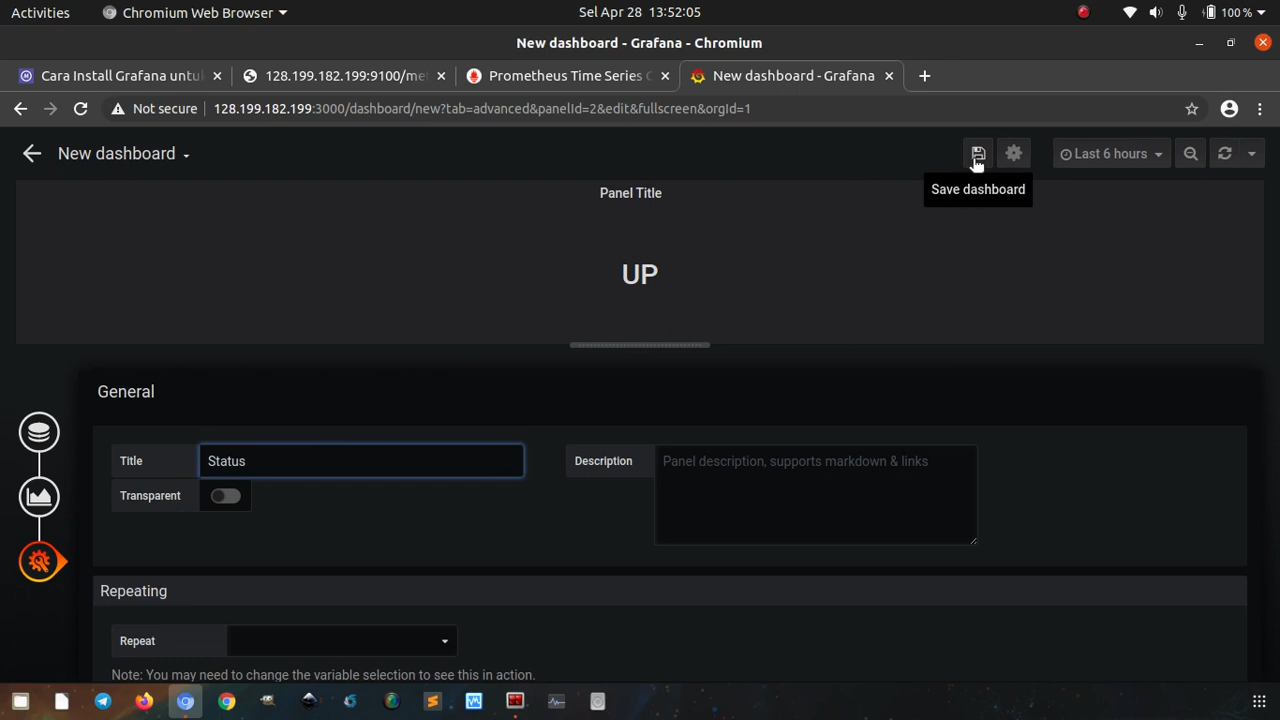 Activities
Chromium Web Browser
Sel Apr 28 13:52:05
100 %
New dashboard - Grafana - Chromium
Cara Install Grafana untu
128.199.182.199:9100/me
Prometheus Time Series C
New dashboard - Grafana
Not secure
128.199.182.199:3000/dashboard/new?tab=advanced&panelId=2&edit&fullscreen&orgId=1
New dashboard
Last 6 hours
Save dashboard
Panel Title
UP
General
Title
Status
Description
Panel description, supports markdown & links
Transparent
Repeating
Repeat
Note: You may need to change the variable selection to see this in action.